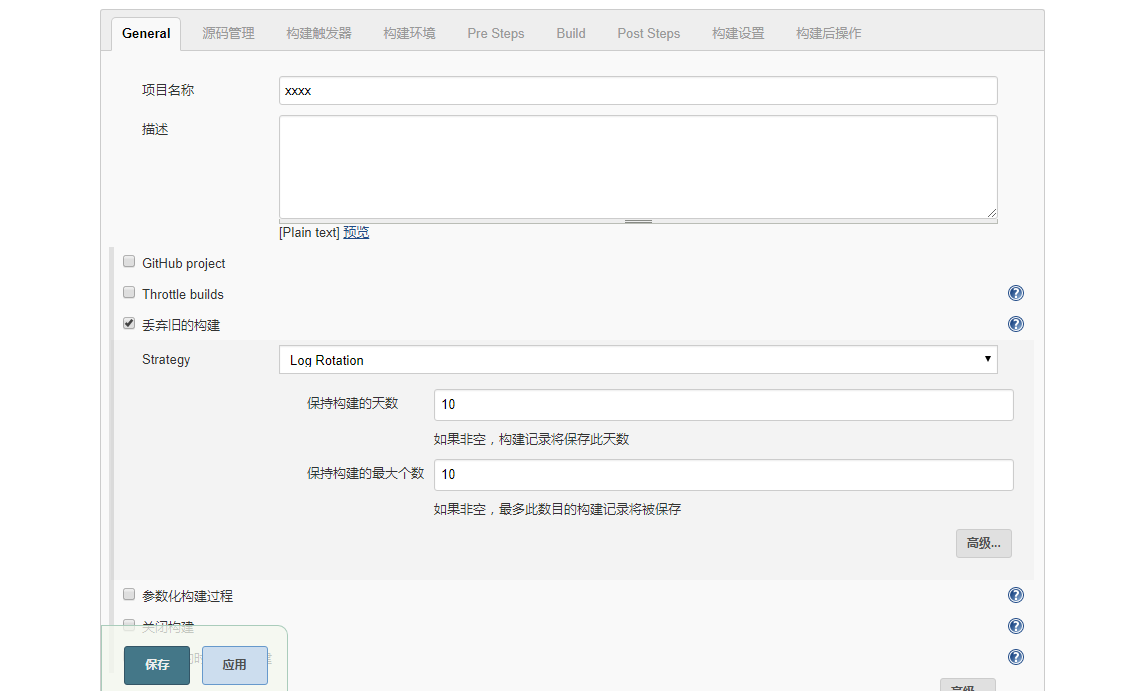 General 源码管理 构建触发器 构建环境 Pre Steps Build Post Steps 构建设置 构建后操作
项目名称 xxxx
描述
[Plain text] 预览
GitHub project
Throttle builds
丢弃旧的构建
Strategy Log Rotation
保持构建的天数 10
如果非空，构建记录将保存此天数
保持构建的最大个数 10
如果非空，最多此数目的构建记录将被保存
高级...
参数化构建过程
关闭构建
保存 应用
高级...